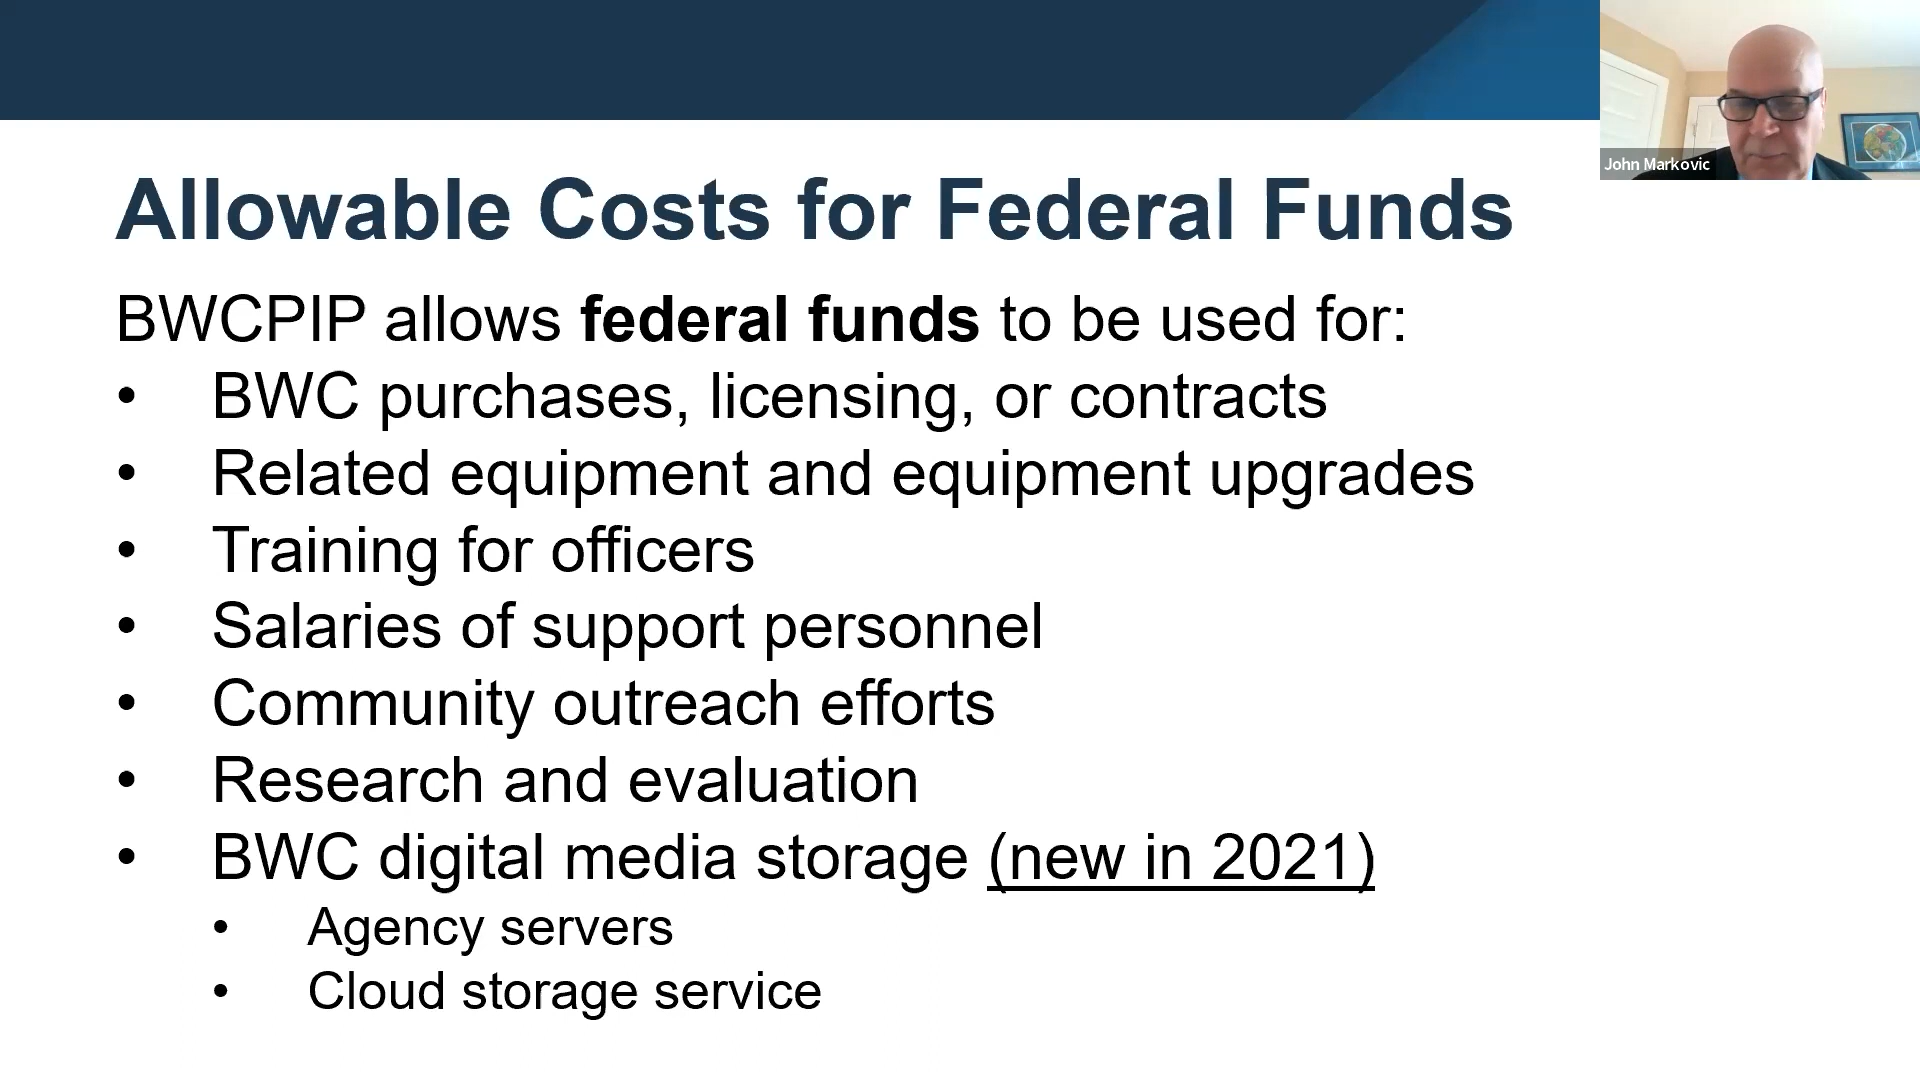 John Markovic
Allowable Costs for Federal Funds
BWCPIP allows federal funds to be used for:
• BWC purchases, licensing, or contracts
• Related equipment and equipment upgrades
• Training for officers
• Salaries of support personnel
• Community outreach efforts
• Research and evaluation
• BWC digital media storage (new in 2021)
• Agency servers
• Cloud storage service